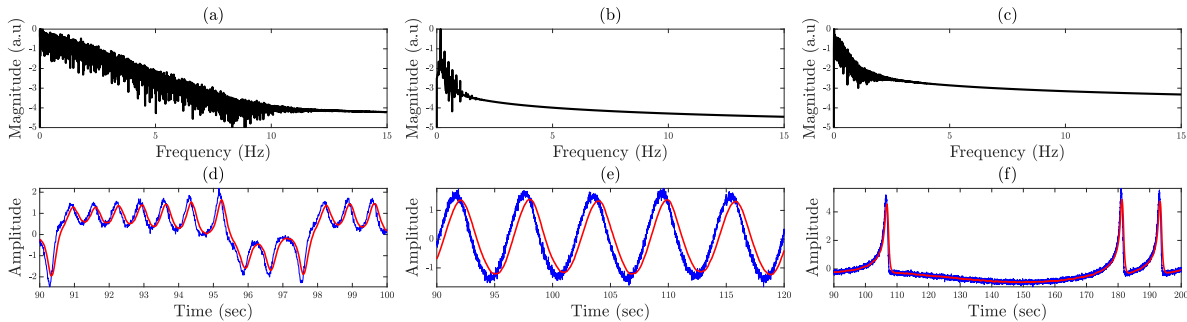 (a) (b) (c)
Magnitude (a.u) 0 -1 -2 -3 -4 -5
0 5 10 15
Frequency (Hz)
Magnitude (a.u) 0 -1 -2 -3 -4 -5
0 5 10 15
Frequency (Hz)
Magnitude (a.u) 0 -1 -2 -3 -4 -5
0 5 10 15
Frequency (Hz)
(d) (e) (f)
Amplitude 2 1 0 -1 -2
90 91 92 93 94 95 96 97 98 99 100
Time (sec)
Amplitude 1 0 -1
90 95 100 105 110 115 120
Time (sec)
Amplitude 4 2 0
90 100 110 120 130 140 150 160 170 180 190 200
Time (sec)